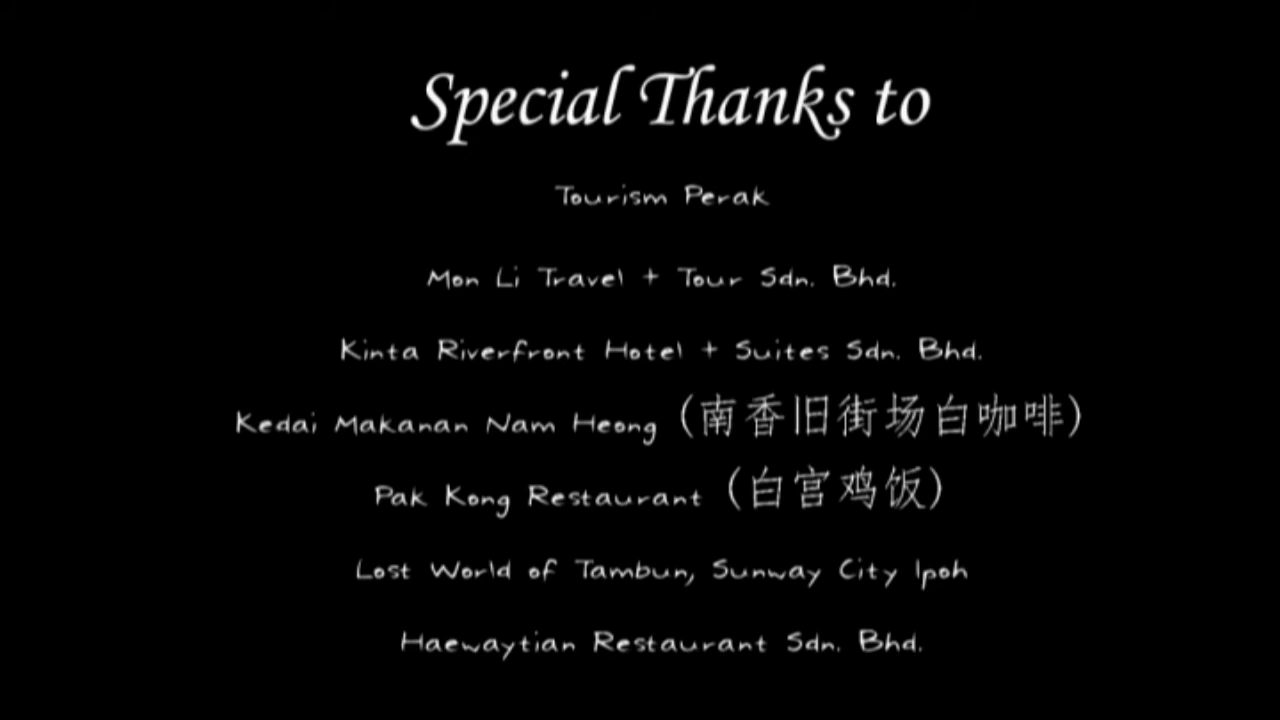 Special Thanks to
Tourism Perak
Mon Li Travel + Tour Sdn. Bhd.
Kinta Riverfront Hotel + Suites Sdn. Bhd.
Kedai Makanan Nam Heong (南香旧街场白咖啡)
Pak Kong Restaurant (白宫鸡饭)
Lost World of Tambun, Sunway City Ipoh
Haewaytian Restaurant Sdn. Bhd.